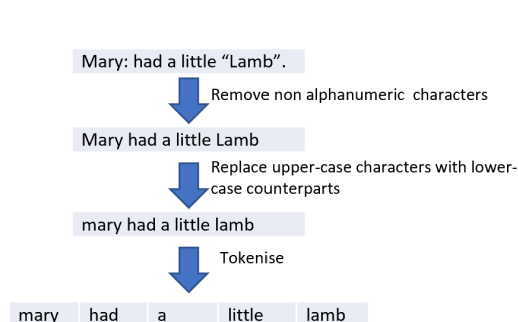 Mary: had a little “Lamb”.
Remove non alphanumeric characters
Mary had a little Lamb
Replace upper-case characters with lower-
case counterparts
mary had a little lamb
Tokenise
mary had a little lamb